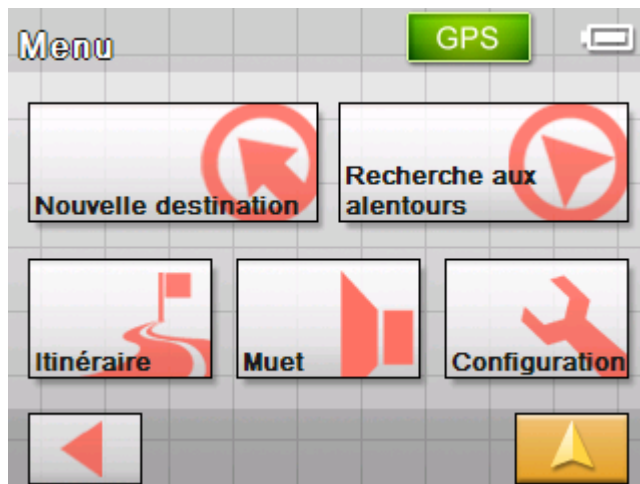 Menu
GPS
Nouvelle destination
Recherche aux
alentours
Itinéraire
Muet
Configuration